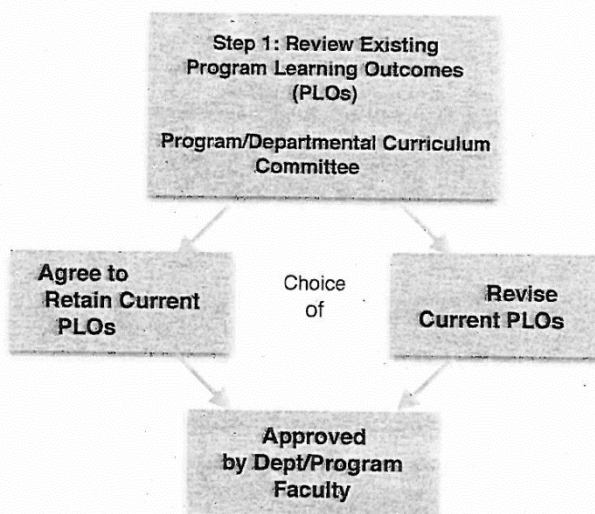 Step 1: Review Existing
Program Learning Outcomes
(PLOs)
Program/Departmental Curriculum
Committee
Agree to
Retain Current
PLOs
Choice
of
Revise
Current PLOs
Approved
by Dept/Program
Faculty